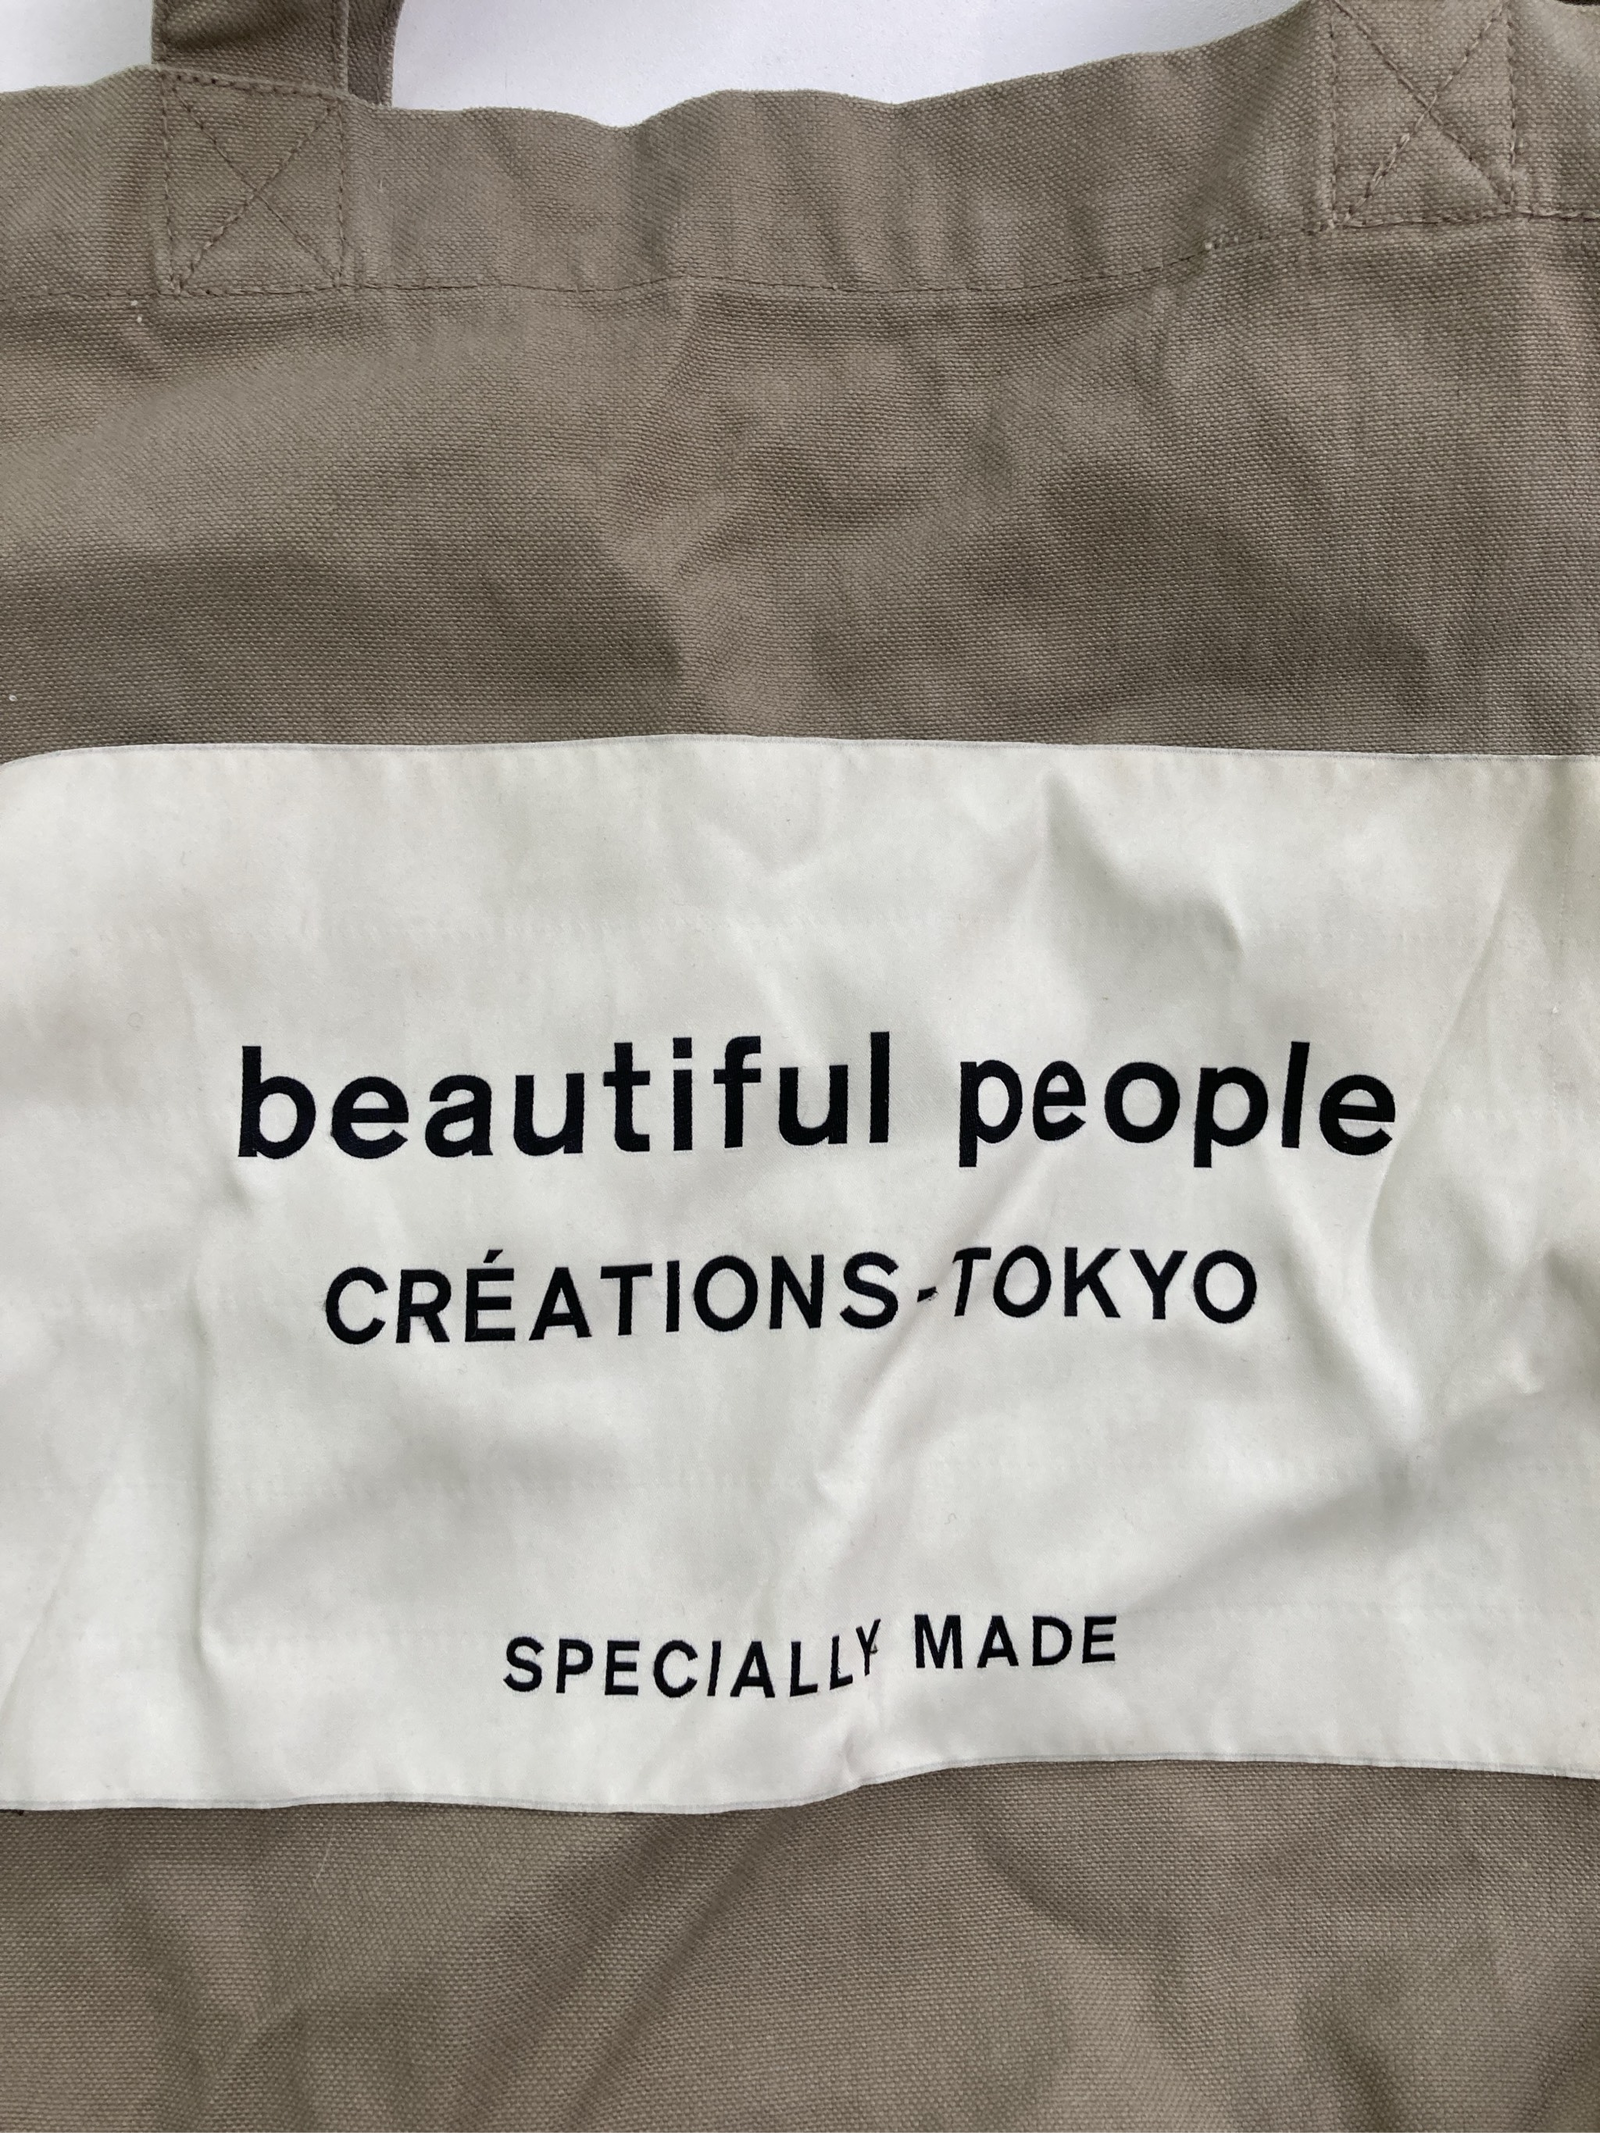 beautiful people
CRÉATIONS-TOKYO
SPECIALLY MADE